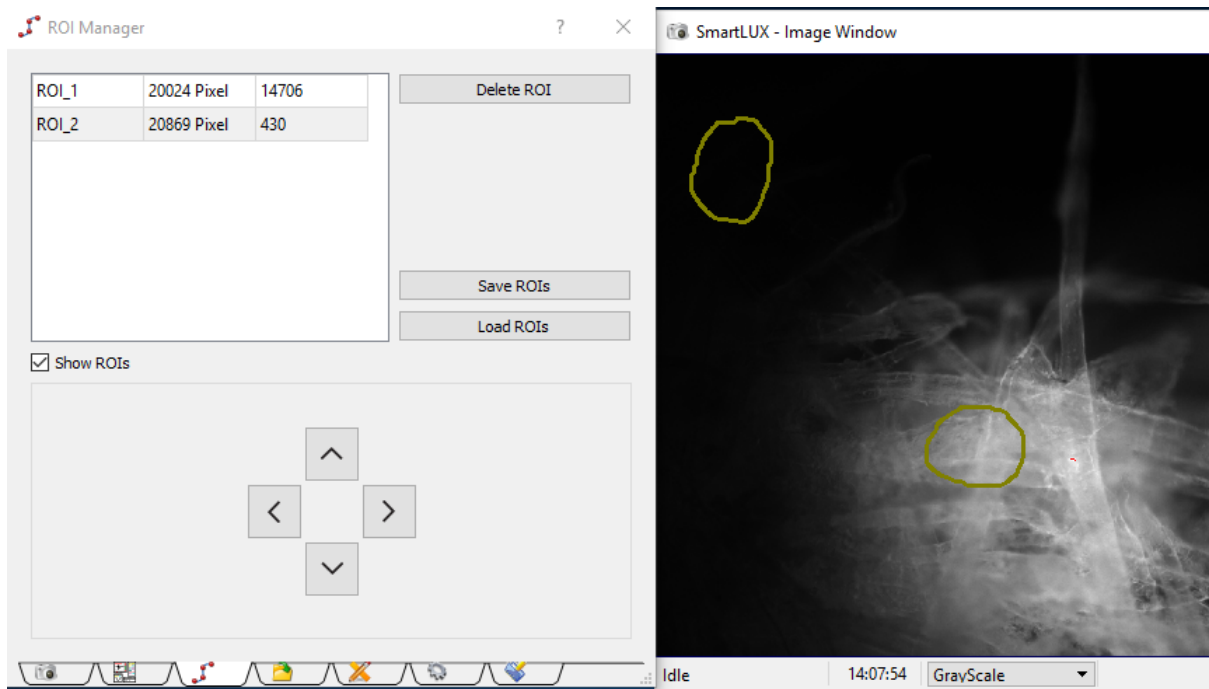 ROI Manager
?
ROI_1 20024 Pixel 14706
ROI_2 20869 Pixel 430
Delete ROI
Save ROIs
Load ROIs
Show ROIs
SmartLUX - Image Window
Idle
14:07:54
GrayScale